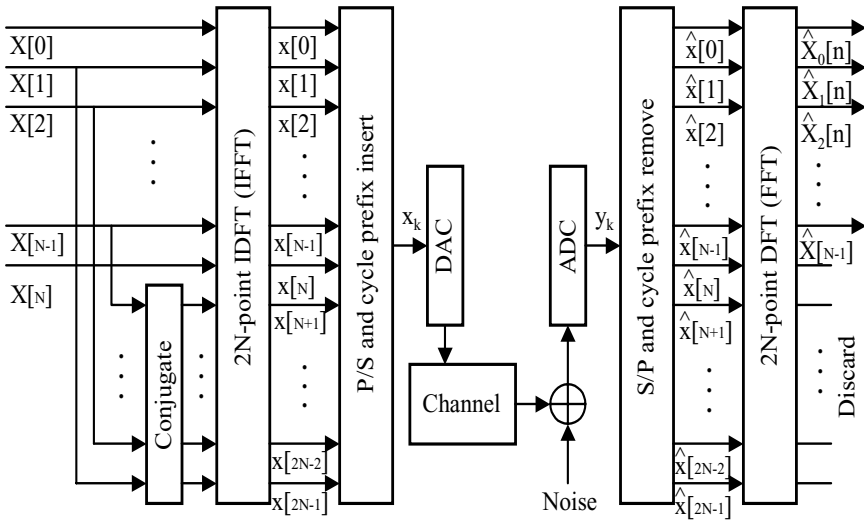 X[0]
X[1]
X[2]
X[N-1]
X[N]
Conjugate
2N-point IDFT (IFFT)
x[0]
x[1]
x[2]
x[N-1]
x[N]
x[N+1]
x[2N-2]
x[2N-1]
P/S and cycle prefix insert
x_k
DAC
Channel
Noise
ADC
y_k
S/P and cycle prefix remove
x̂[0]
x̂[1]
x̂[2]
x̂[N-1]
x̂[N]
x̂[N+1]
x̂[2N-2]
x̂[2N-1]
2N-point DFT (FFT)
X̂₀[n]
X̂₁[n]
X̂₂[n]
X̂[N-1]
Discard